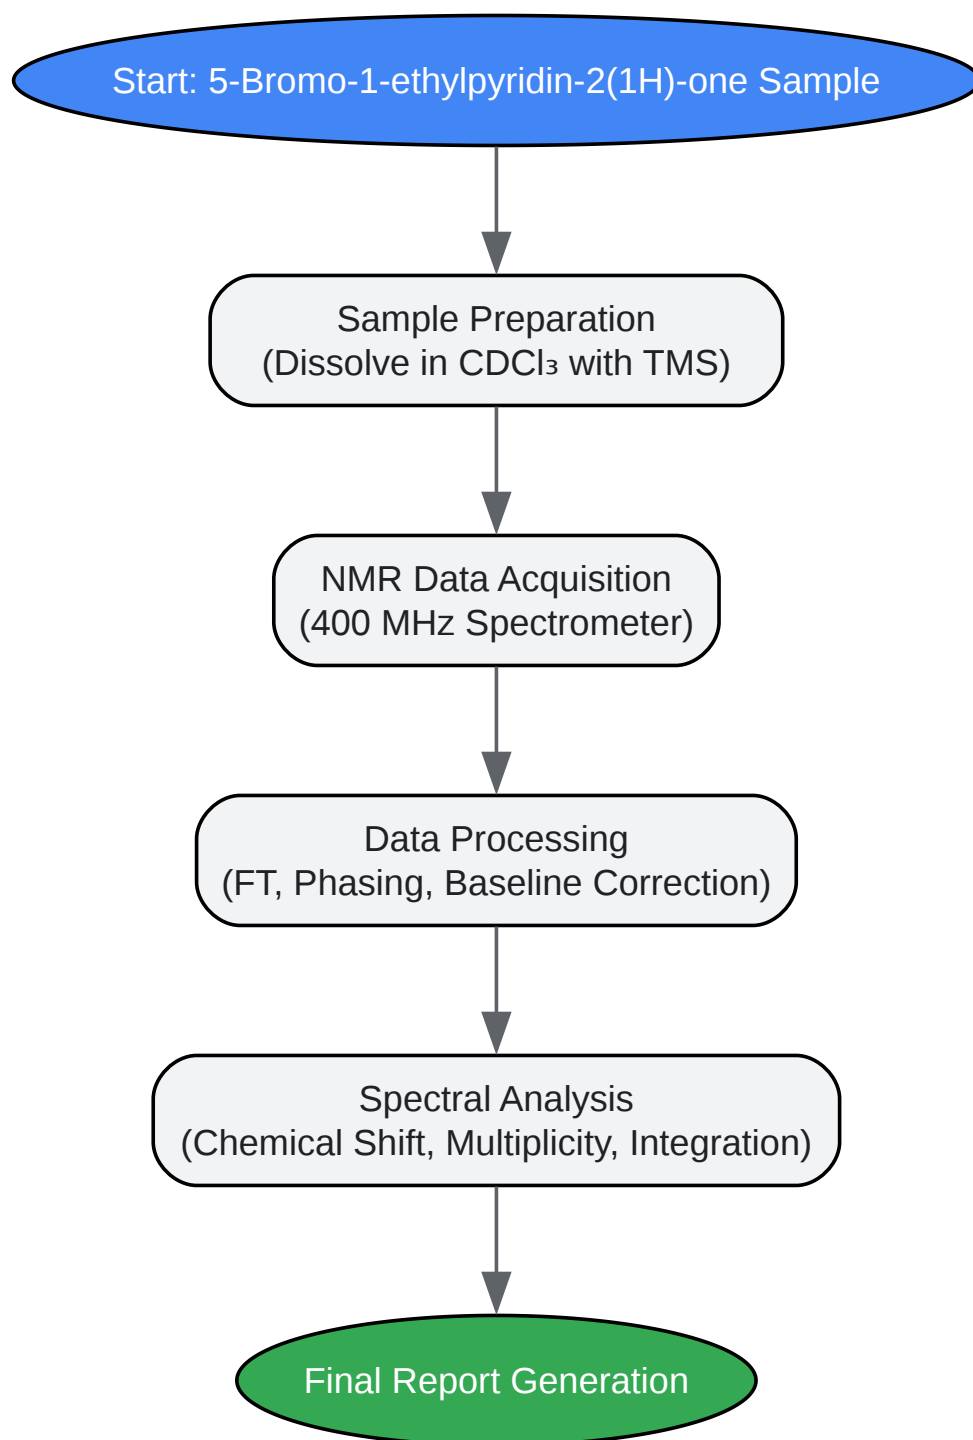 Start: 5-Bromo-1-ethylpyridin-2(1H)-one Sample
Sample Preparation
(Dissolve in CDCl₃ with TMS)
NMR Data Acquisition
(400 MHz Spectrometer)
Data Processing
(FT, Phasing, Baseline Correction)
Spectral Analysis
(Chemical Shift, Multiplicity, Integration)
Final Report Generation